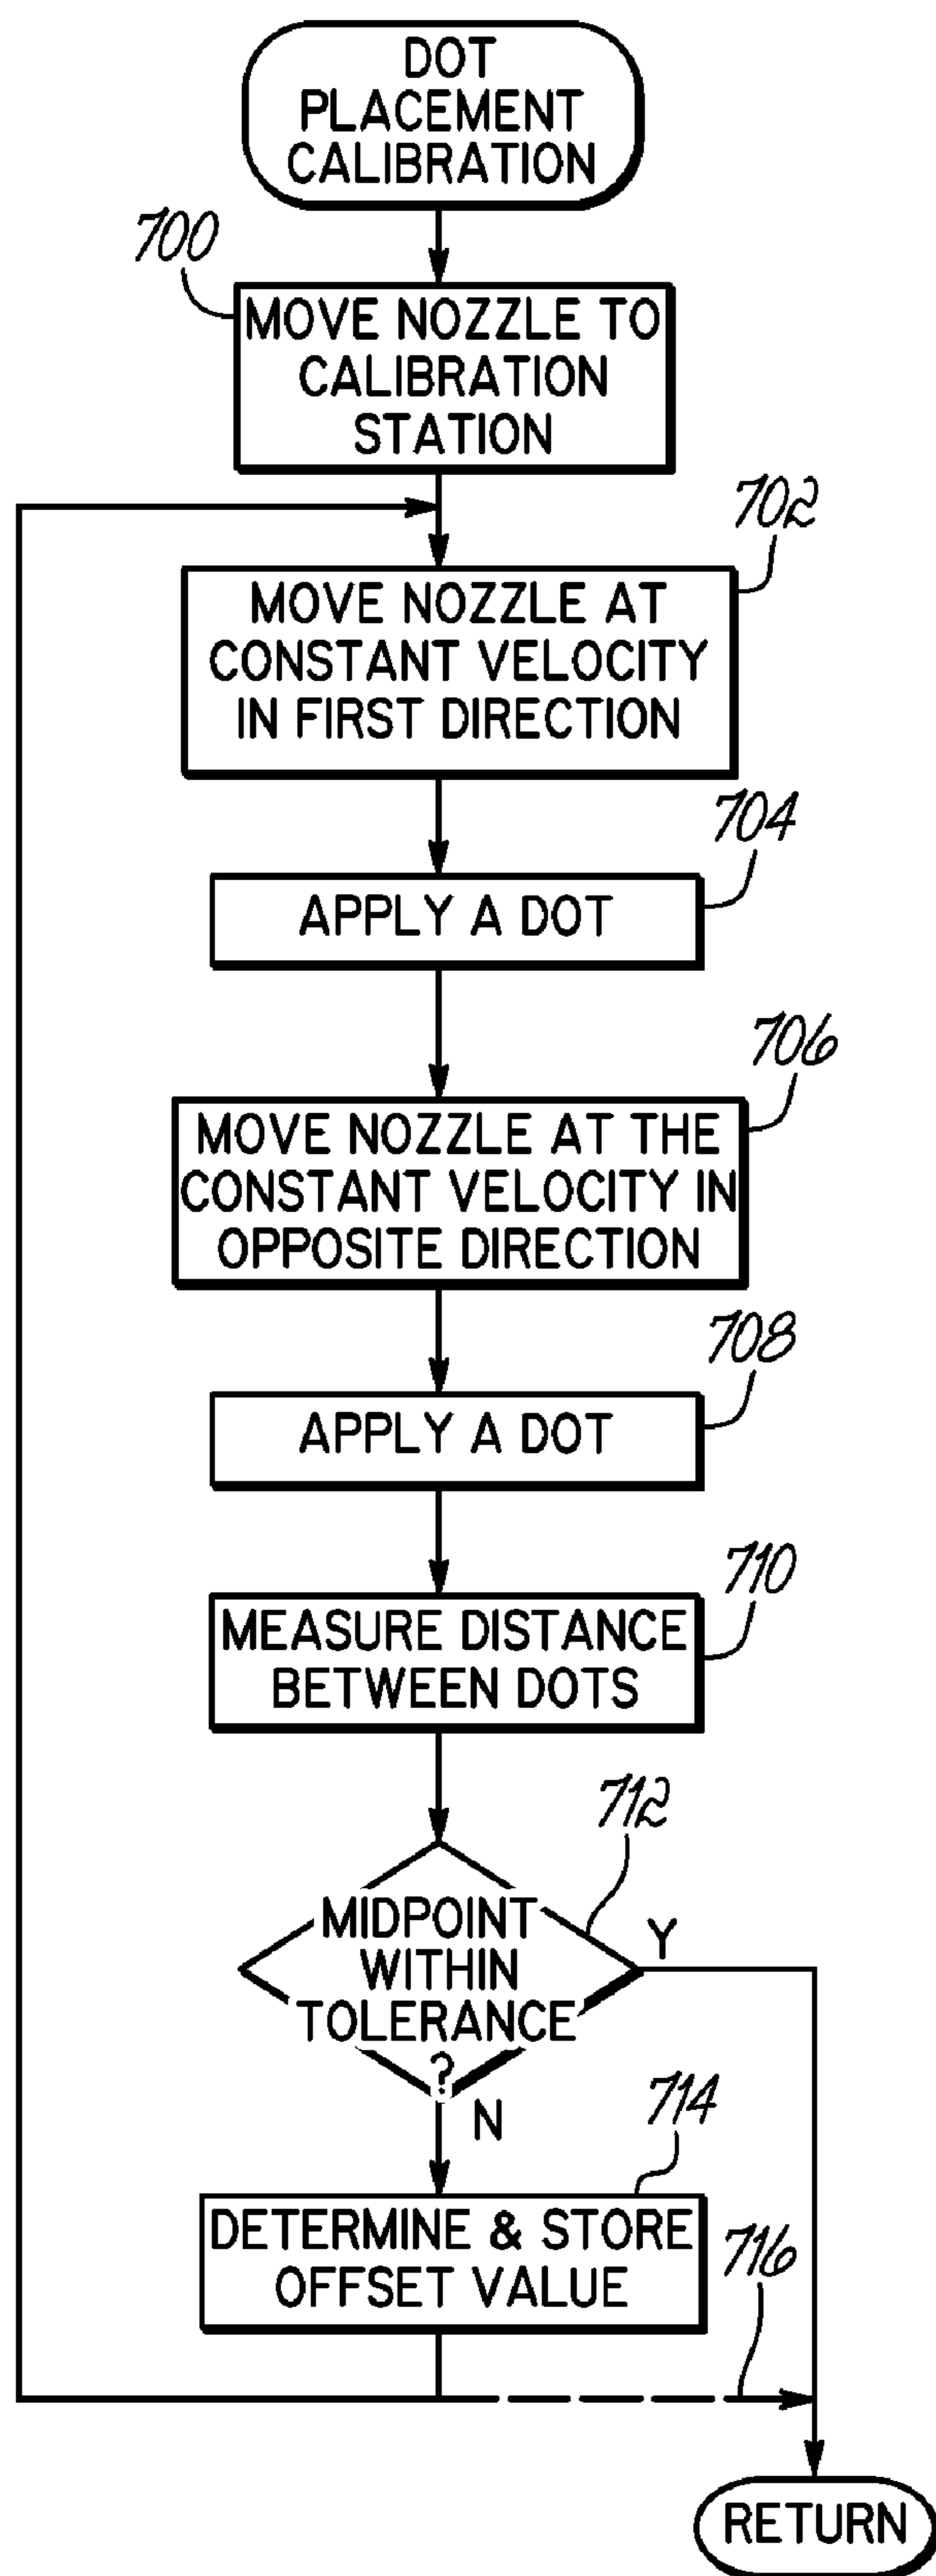 DOT
PLACEMENT
CALIBRATION
700
MOVE NOZZLE TO
CALIBRATION
STATION
702
MOVE NOZZLE AT
CONSTANT VELOCITY
IN FIRST DIRECTION
704
APPLY A DOT
706
MOVE NOZZLE AT THE
CONSTANT VELOCITY IN
OPPOSITE DIRECTION
708
APPLY A DOT
710
MEASURE DISTANCE
BETWEEN DOTS
712
MIDPOINT
WITHIN
TOLERANCE
?
Y
N
714
DETERMINE & STORE
OFFSET VALUE
716
RETURN